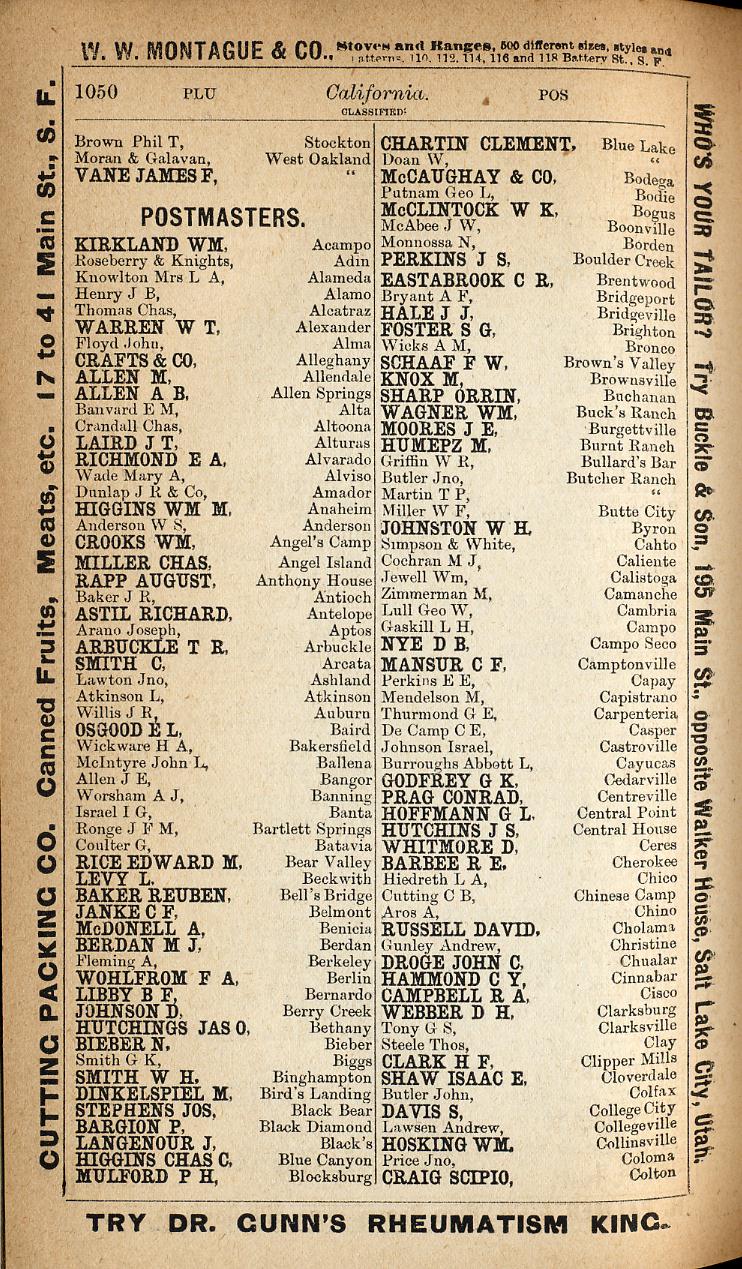 W. W. MONTAGUE & CO., Stoves and Ranges, 500 different sizes, styles and
patterns, 110, 112, 114, 116 and 118 Battery St., S. F.
CUTTING PACKING CO. Canned Fruits, Meats, etc. 17 to 41 Main St., S. F.
1050 PLU California. POS
CLASSIFIED:
Brown Phil T, Stockton
Moran & Galavan, West Oakland
VANE JAMES F, "
POSTMASTERS.
KIRKLAND WM, Acampo
Roseberry & Knights, Adin
Knowlton Mrs L A, Alameda
Henry J B, Alamo
Thomas Chas, Alcatraz
WARREN W T, Alexander
Floyd John, Alma
CRAFTS & CO, Alleghany
ALLEN M, Allendale
ALLEN A B, Allen Springs
Banvard E M, Alta
Crandall Chas, Altoona
LAIRD J T, Alturas
RICHMOND E A, Alvarado
Wade Mary A, Alviso
Dunlap J R & Co, Amador
HIGGINS WM M, Anaheim
Anderson W S, Anderson
CROOKS WM, Angel's Camp
MILLER CHAS, Angel Island
RAPP AUGUST, Anthony House
Baker J R, Antioch
ASTIL RICHARD, Antelope
Arano Joseph, Aptos
ARBUCKLE T R, Arbuckle
SMITH C, Arcata
Lawton Jno, Ashland
Atkinson L, Atkinson
Willis J R, Auburn
OSGOOD E L, Baird
Wickware H A, Bakersfield
McIntyre John L, Ballena
Allen J E, Bangor
Worsham A J, Banning
Israel I G, Banta
Ronge J F M, Bartlett Springs
Coulter G, Batavia
RICE EDWARD M, Bear Valley
LEVY L. Beckwith
BAKER REUBEN, Bell's Bridge
JANKE C F, Belmont
McDONELL A, Benicia
BERDAN M J, Berdan
Fleming A, Berkeley
WOHLFROM F A, Berlin
LIBBY B F, Bernardo
JOHNSON D, Berry Creek
HUTCHINGS JAS O, Bethany
BIEBER N. Bieber
Smith G K, Biggs
SMITH W H. Binghampton
DINKELSPIEL M, Bird's Landing
STEPHENS JOS, Black Bear
BARGION P, Black Diamond
LANGENOUR J, Black's
HIGGINS CHAS C, Blue Canyon
MULFORD P H, Blocksburg
CHARTIN CLEMENT, Blue Lake
Doan W, "
McCAUGHAY & CO, Bodega
Putnam Geo L, Bodie
McCLINTOCK W K, Bogus
McAbee J W, Boonville
Monnossa N, Borden
PERKINS J S, Boulder Creek
EASTABROOK C R, Brentwood
Bryant A F, Bridgeport
HALE J J, Bridgeville
FOSTER S G, Brighton
Wicks A M, Bronco
SCHAAF F W, Brown's Valley
KNOX M, Brownsville
SHARP ORRIN, Buchanan
WAGNER WM, Buck's Ranch
MOORES J E, Burgettville
HUMEPZ M, Burnt Ranch
Griffin W R, Bullard's Bar
Butler Jno, Butcher Ranch
Martin T P, "
Miller W F, Butte City
JOHNSTON W H. Byron
Simpson & White, Cahto
Cochran M J, Caliente
Jewell Wm, Calistoga
Zimmerman M, Camanche
Lull Geo W, Cambria
Gaskill L H, Campo
NYE D B, Campo Seco
MANSUR C F, Camptonville
Perkins E E, Capay
Mendelson M, Capistrano
Thurmond G E, Carpenteria
De Camp C E, Casper
Johnson Israel, Castroville
Burroughs Abbott L, Cayucas
GODFREY G K, Cedarville
PRAG CONRAD, Centreville
HOFFMANN G L. Central Point
HUTCHINS J S, Central House
WHITMORE D, Ceres
BARBEE R E. Cherokee
Hiedreth L A, Chico
Cutting C B, Chinese Camp
Aros A, Chino
RUSSELL DAVID, Cholama
Gunley Andrew, Christine
DROGE JOHN C, Chualar
HAMMOND C Y, Cinnabar
CAMPBELL R A, Cisco
WEBBER D H, Clarksburg
Tony G S, Clarksville
Steele Thos, Clay
CLARK H F, Clipper Mills
SHAW ISAAC E, Cloverdale
Butler John, Colfax
DAVIS S, College City
Lawsen Andrew, Collegeville
HOSKING WM. Collinsville
Price Jno, Coloma
CRAIG SCIPIO, Colton
WHO'S YOUR TAILOR? Try Buckle & Son, 195 Main St., opposite Walker House, Salt Lake City, Utah.
TRY DR. GUNN'S RHEUMATISM KING.